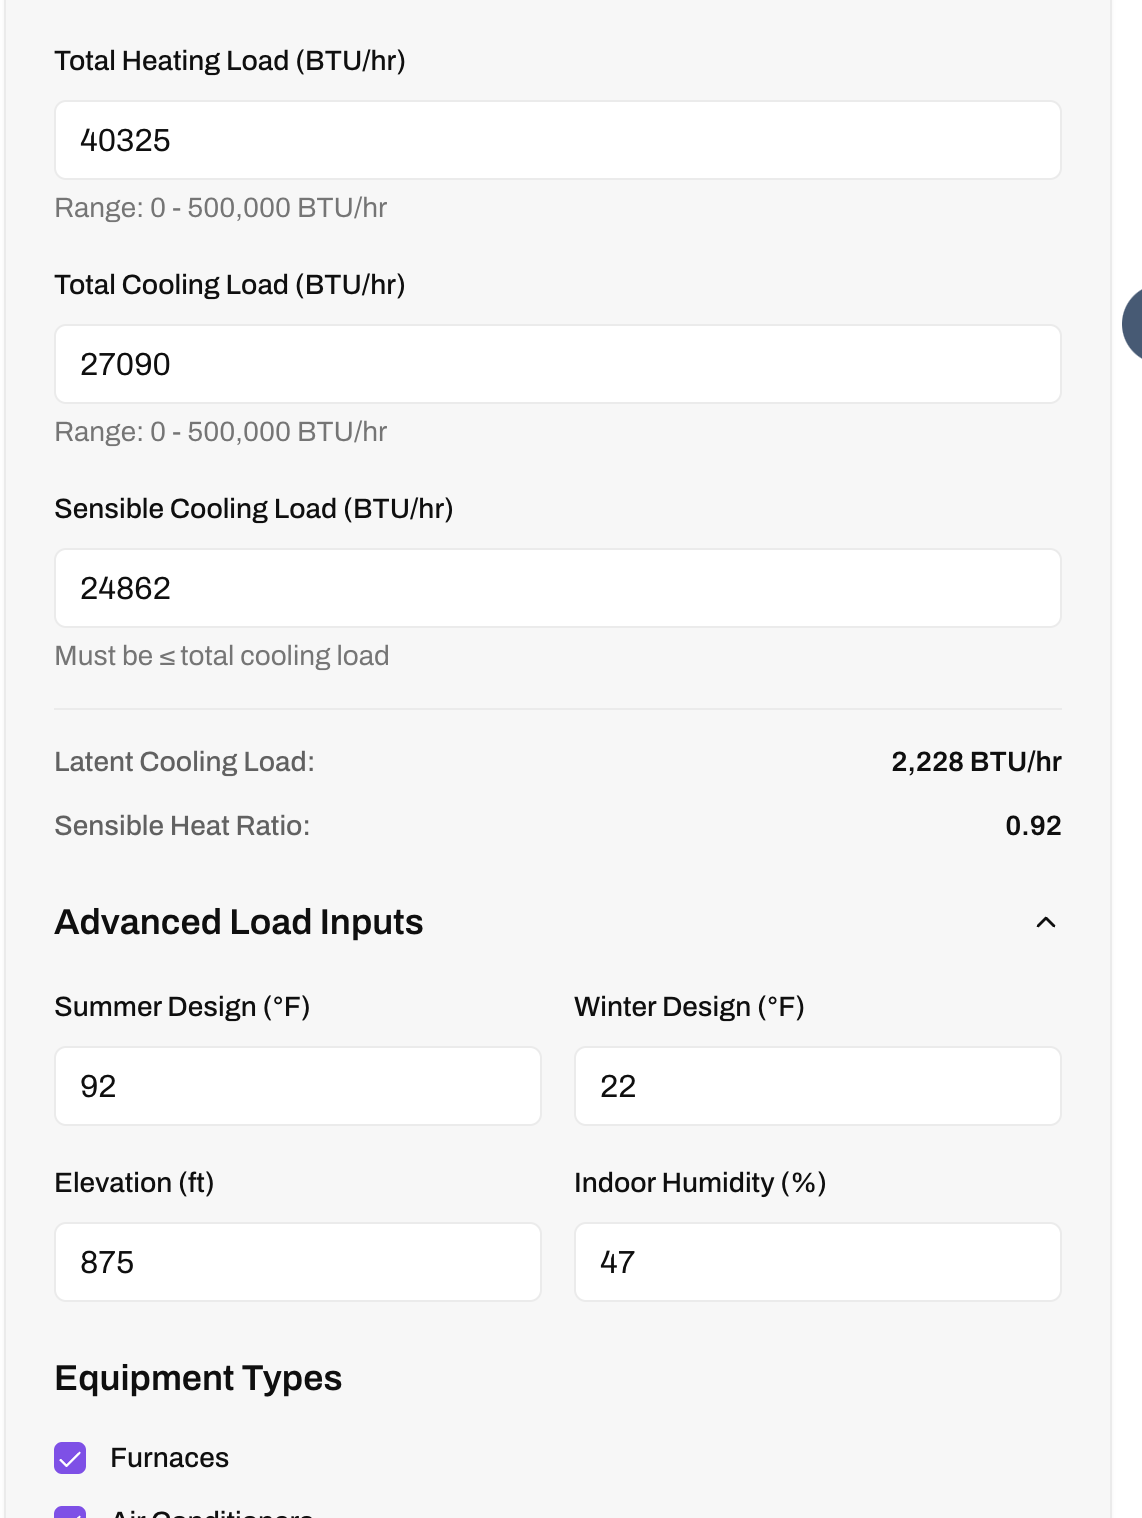 Total Heating Load (BTU/hr)
40325
Range: 0 - 500,000 BTU/hr
Total Cooling Load (BTU/hr)
27090
Range: 0 - 500,000 BTU/hr
Sensible Cooling Load (BTU/hr)
24862
Must be ≤ total cooling load
Latent Cooling Load: 2,228 BTU/hr
Sensible Heat Ratio: 0.92
Advanced Load Inputs
Summer Design (°F) Winter Design (°F)
92 22
Elevation (ft) Indoor Humidity (%)
875 47
Equipment Types
Furnaces
Air Conditioners